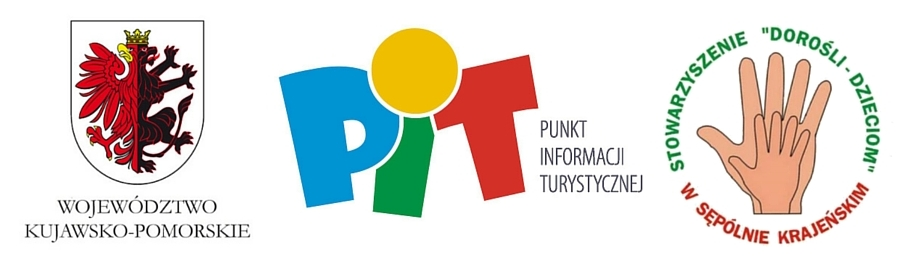 WOJEWÓDZTWO
KUJAWSKO-POMORSKIE
PiT
PUNKT
INFORMACJI
TURYSTYCZNEJ
STOWARZYSZENIE "DOROŚLI - DZIECIOM"
W SĘPÓLNIE KRAJEŃSKIM